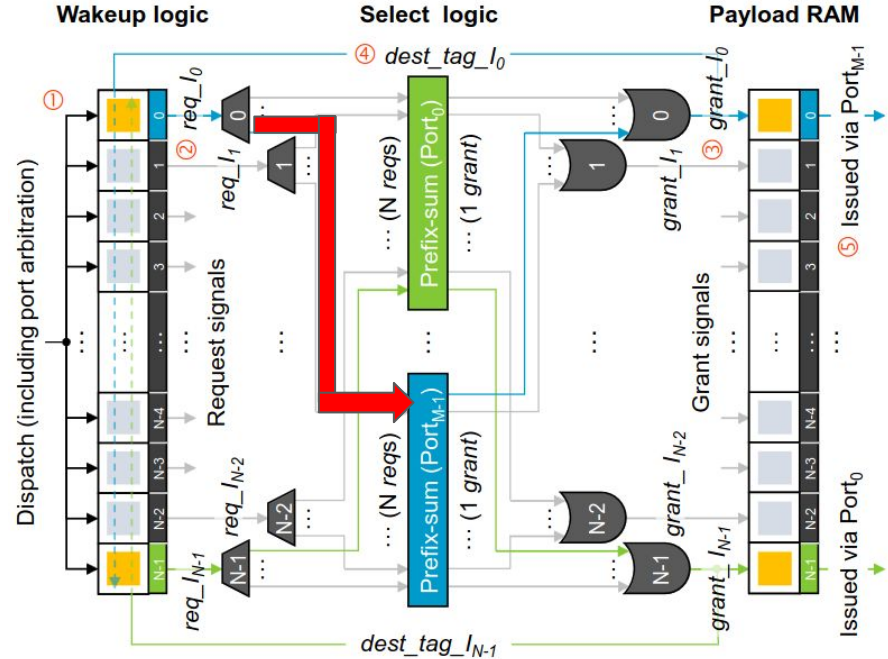 Wakeup logic
Select logic
Payload RAM
④ dest_tag_I0
①
②
③
⑤
Dispatch (including port arbitration)
0
1
2
3
...
N-4
N-3
N-2
N-1
req_I0
req_I1
Request signals
req_IN-2
req_IN-1
0
1
N-2
N-1
Prefix-sum (Port0)
... (N reqs)
... (1 grant)
Prefix-sum (PortM-1)
... (N reqs)
... (1 grant)
0
1
N-2
N-1
grant_I0
grant_I1
Grant signals
grant_IN-2
grant_IN-1
0
1
2
3
...
N-4
N-3
N-2
N-1
Issued via PortM-1
Issued via Port0
dest_tag_IN-1